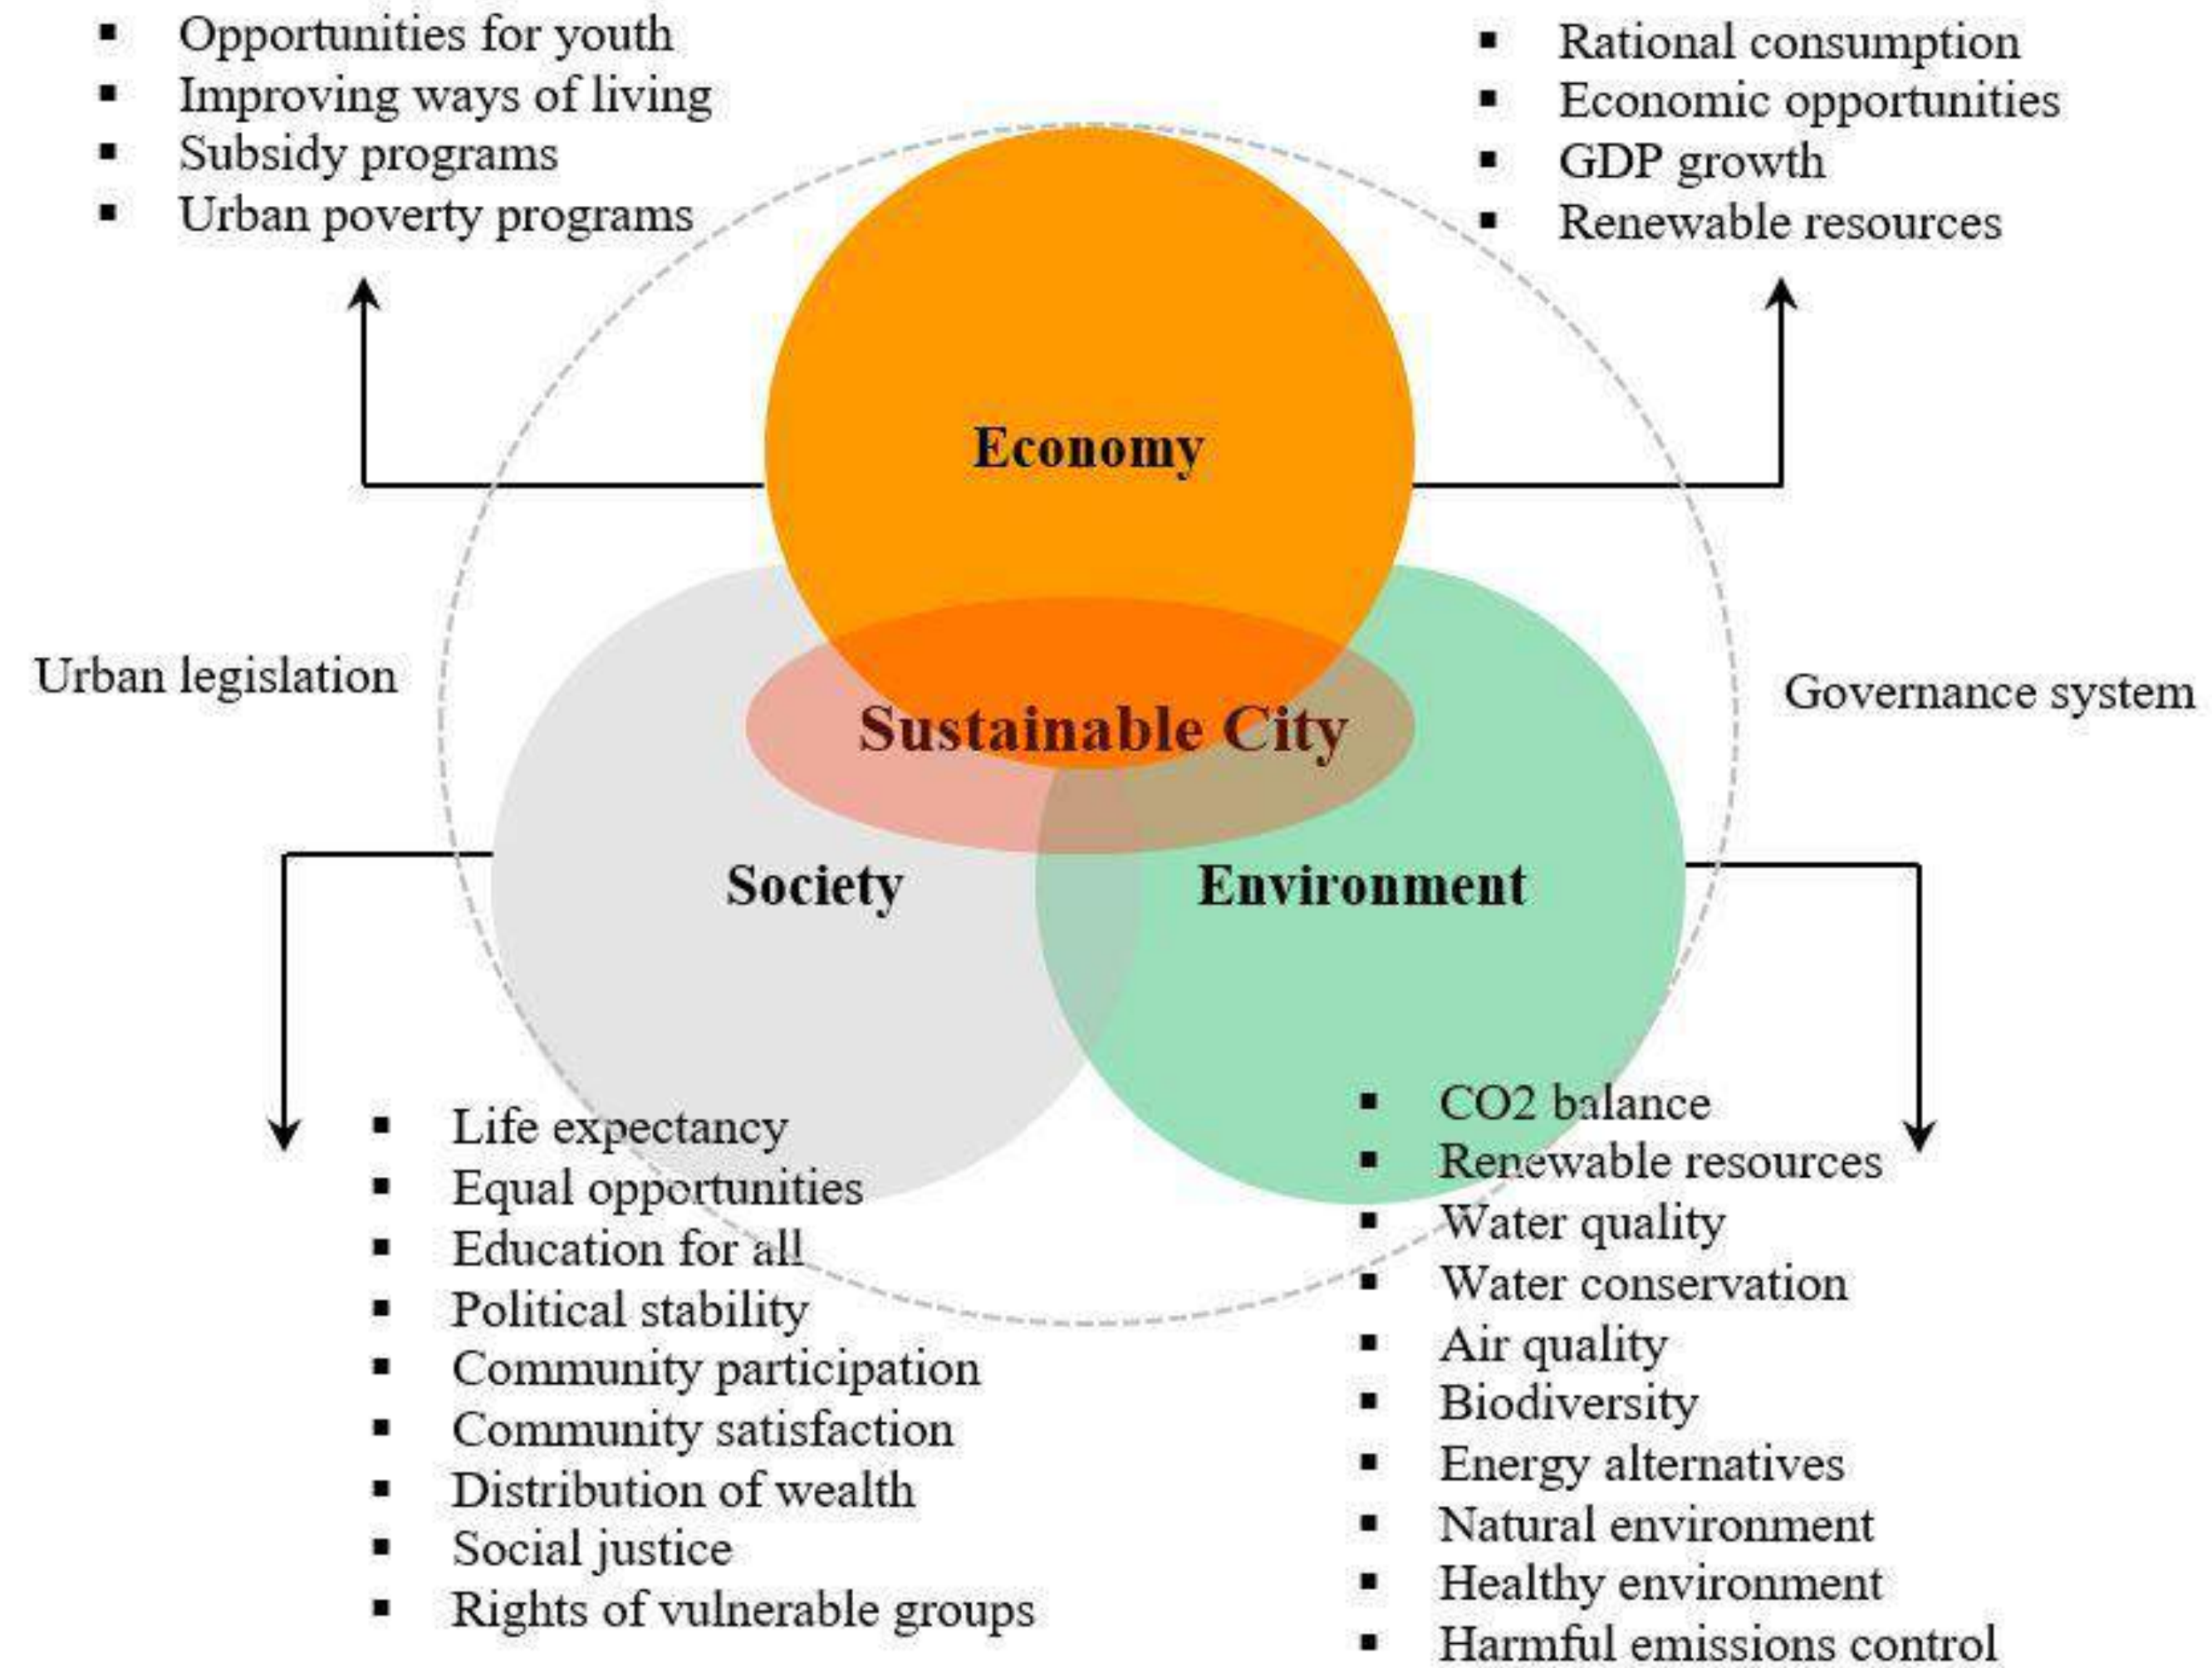 ▪ Opportunities for youth
▪ Improving ways of living
▪ Subsidy programs
▪ Urban poverty programs
▪ Rational consumption
▪ Economic opportunities
▪ GDP growth
▪ Renewable resources
Economy
Urban legislation
Governance system
Sustainable City
Society
Environment
▪ Life expectancy
▪ Equal opportunities
▪ Education for all
▪ Political stability
▪ Community participation
▪ Community satisfaction
▪ Distribution of wealth
▪ Social justice
▪ Rights of vulnerable groups
▪ CO2 balance
▪ Renewable resources
▪ Water quality
▪ Water conservation
▪ Air quality
▪ Biodiversity
▪ Energy alternatives
▪ Natural environment
▪ Healthy environment
▪ Harmful emissions control